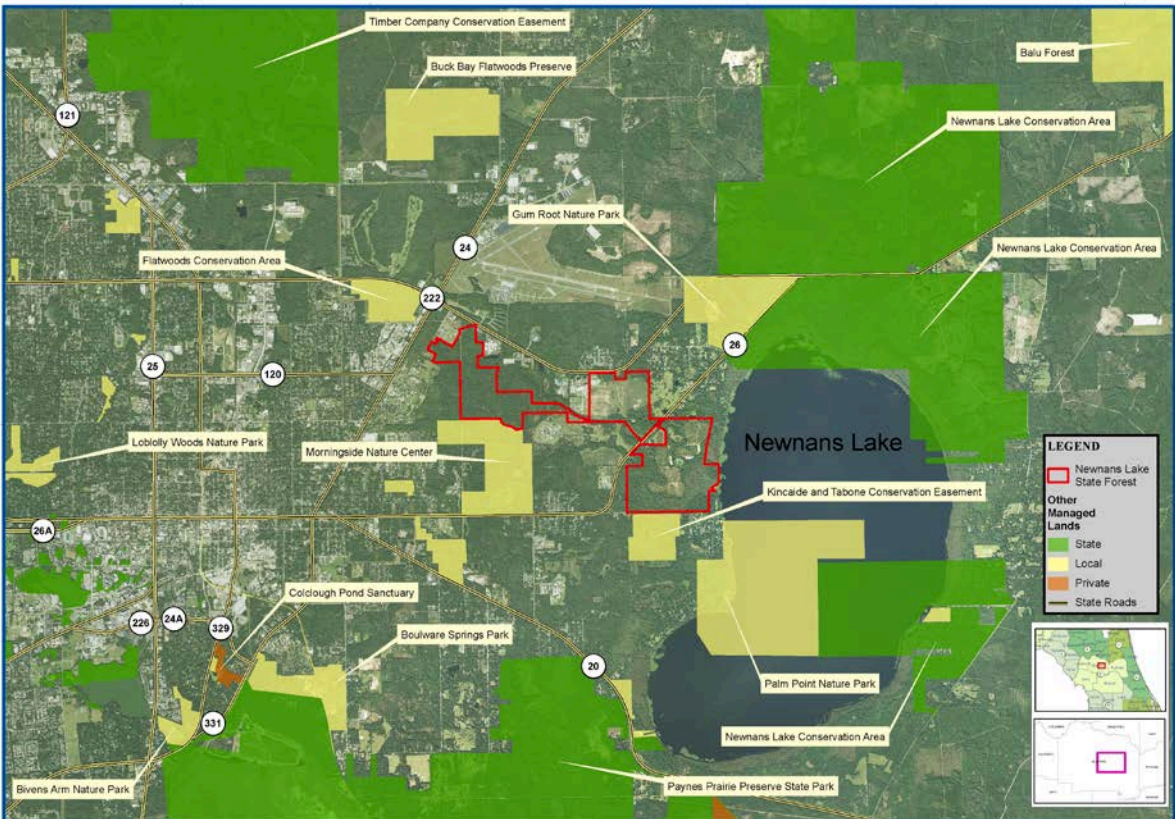 Timber Company Conservation Easement
Buck Bay Flatwoods Preserve
Balu Forest
121
Newnans Lake Conservation Area
Gum Root Nature Park
24
Newnans Lake Conservation Area
Flatwoods Conservation Area
222
26
25
120
Newnans Lake
Loblolly Woods Nature Park
Morningside Nature Center
Kincaide and Tabone Conservation Easement
LEGEND
Newnans Lake
State Forest
Other
Managed
Lands
State
Local
Private
State Roads
26A
Colclough Pond Sanctuary
226
24A
329
Boulware Springs Park
20
Palm Point Nature Park
331
Newnans Lake Conservation Area
Bivens Arm Nature Park
Paynes Prairie Preserve State Park